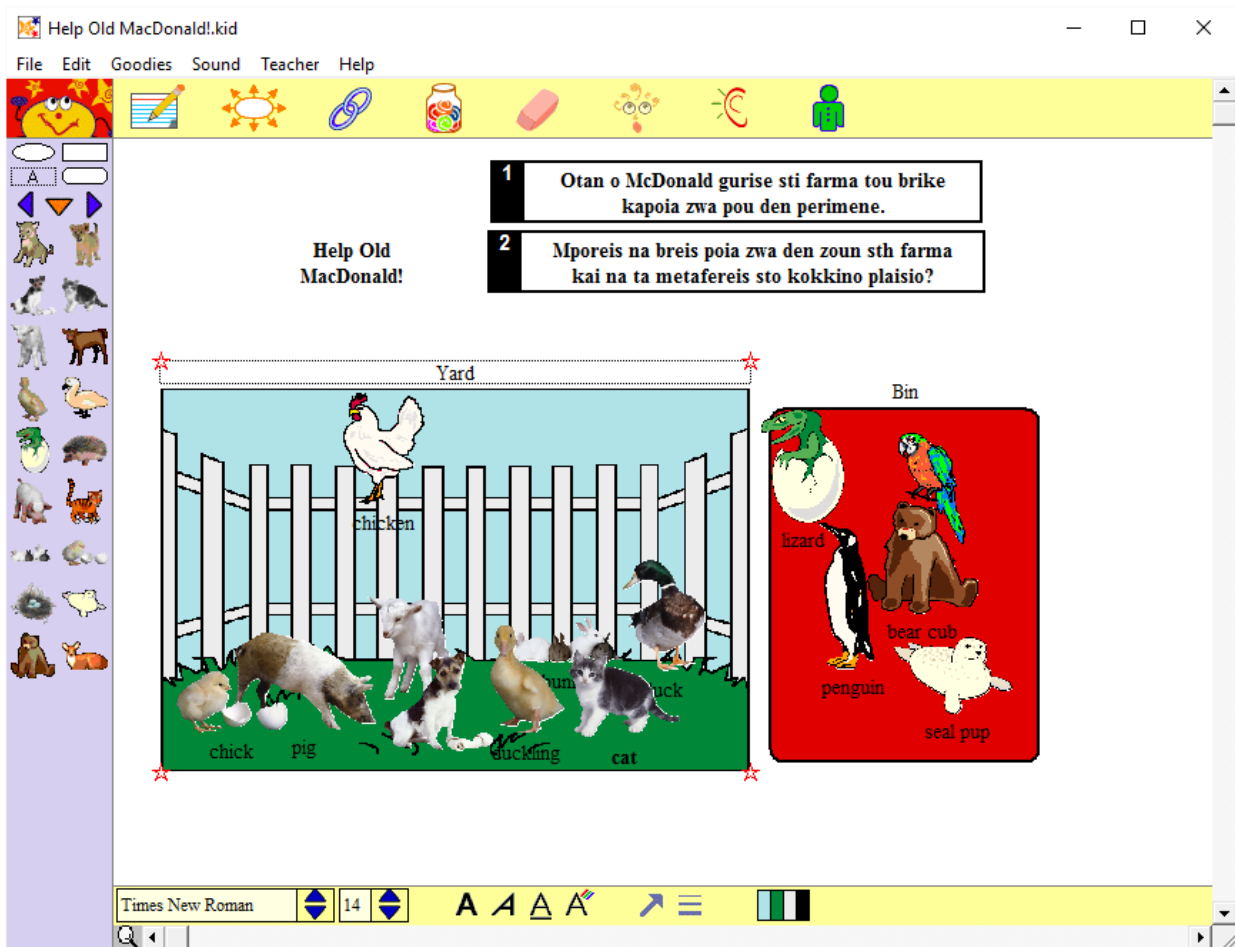 Help Old MacDonald!.kid
File Edit Goodies Sound Teacher Help
A
1
Otan o McDonald gurise sti farma tou brike
kapoia zwa pou den perimene.
Help Old
MacDonald!
2
Mporeis na breis poia zwa den zoun sth farma
kai na ta metafereis sto kokkino plaisio?
Yard
Bin
chicken
lizard
bear cub
penguin
seal pup
chick
pig
duckling
cat
Times New Roman
14
A A A A